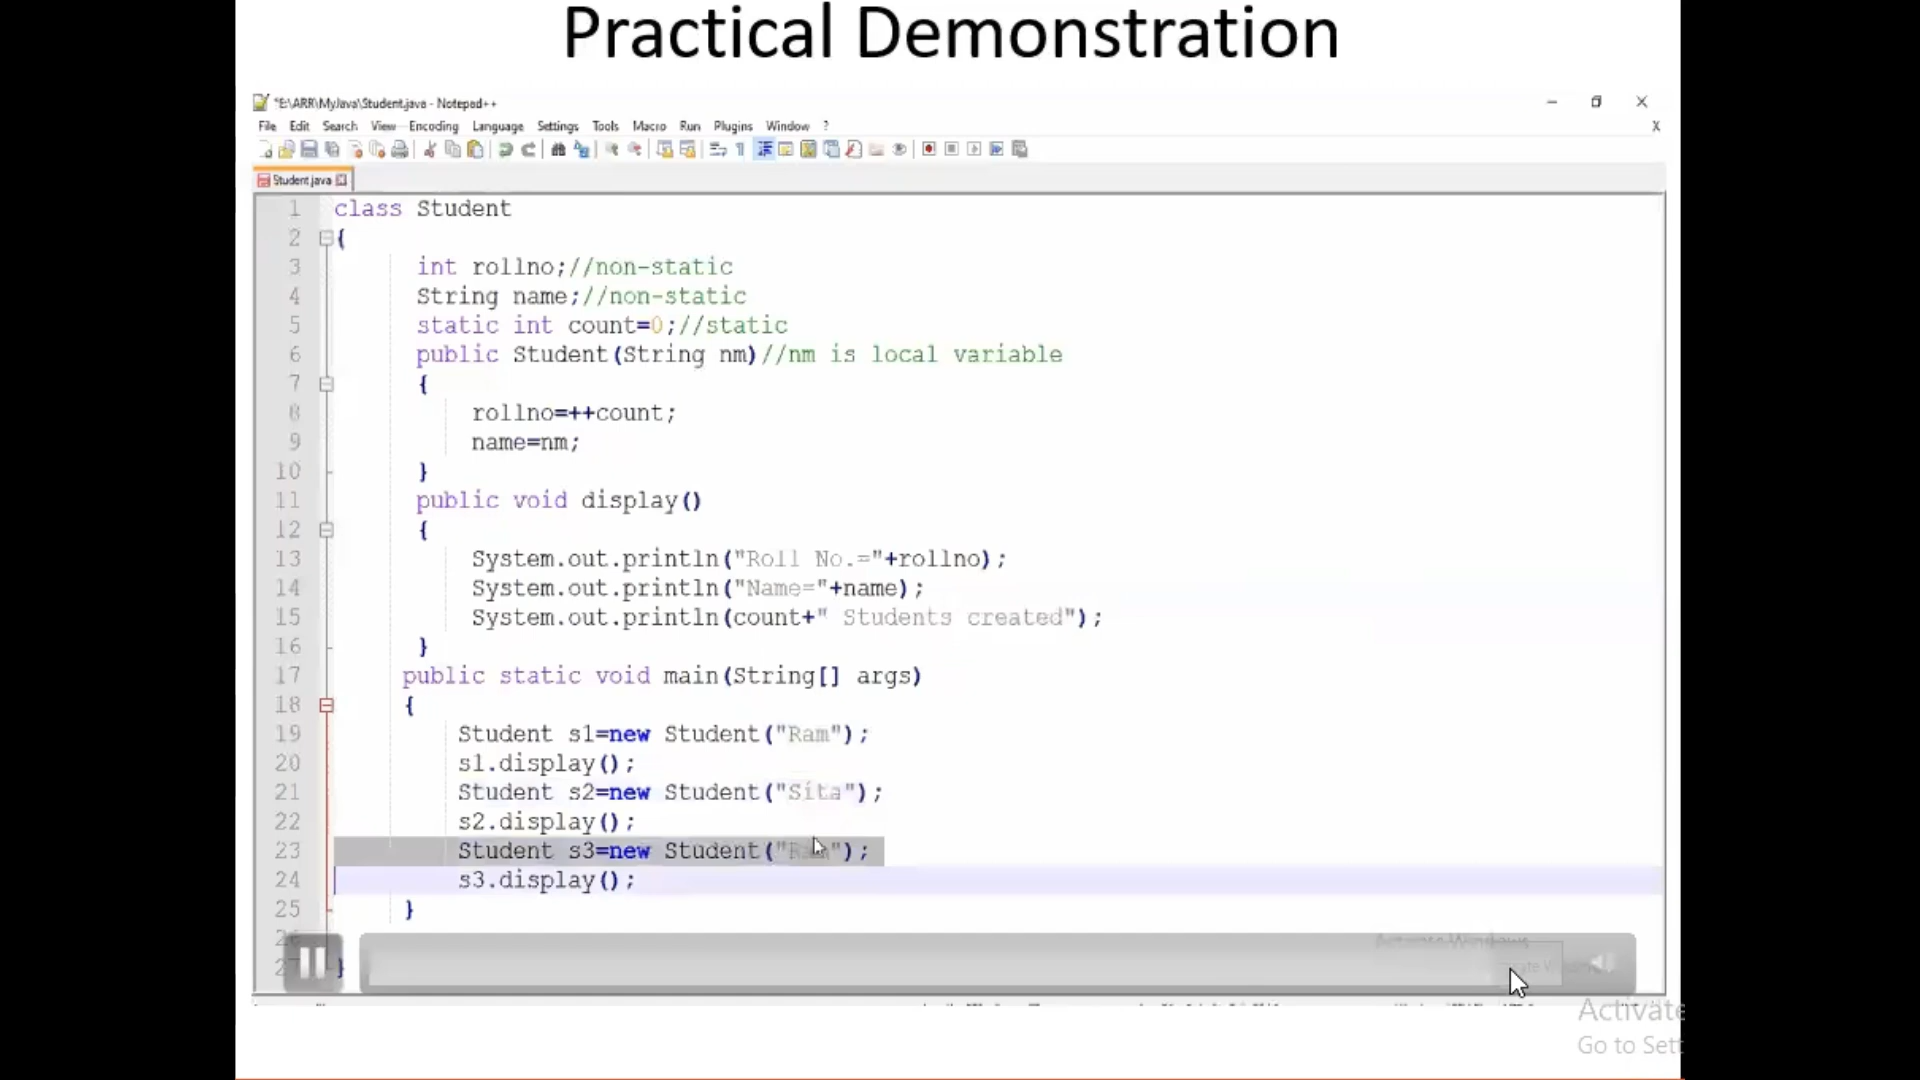 Practical Demonstration
*E:\ARR\MyJava\Student.java - Notepad++
File Edit Search View Encoding Language Settings Tools Macro Run Plugins Window ?
X
Student.java
1 class Student
2 {
3 int rollno;//non-static
4 String name;//non-static
5 static int count=0;//static
6 public Student(String nm)//nm is local variable
7 {
8 rollno=++count;
9 name=nm;
10 }
11 public void display()
12 {
13 System.out.println("Roll No.="+rollno);
14 System.out.println("Name="+name);
15 System.out.println(count+" Students created");
16 }
17 public static void main(String[] args)
18 {
19 Student s1=new Student("Ram");
20 s1.display();
21 Student s2=new Student("Sita");
22 s2.display();
23 Student s3=new Student("Ram");
24 s3.display();
25 }
26
27 }
Activate Windows
Activate
Go to Sett